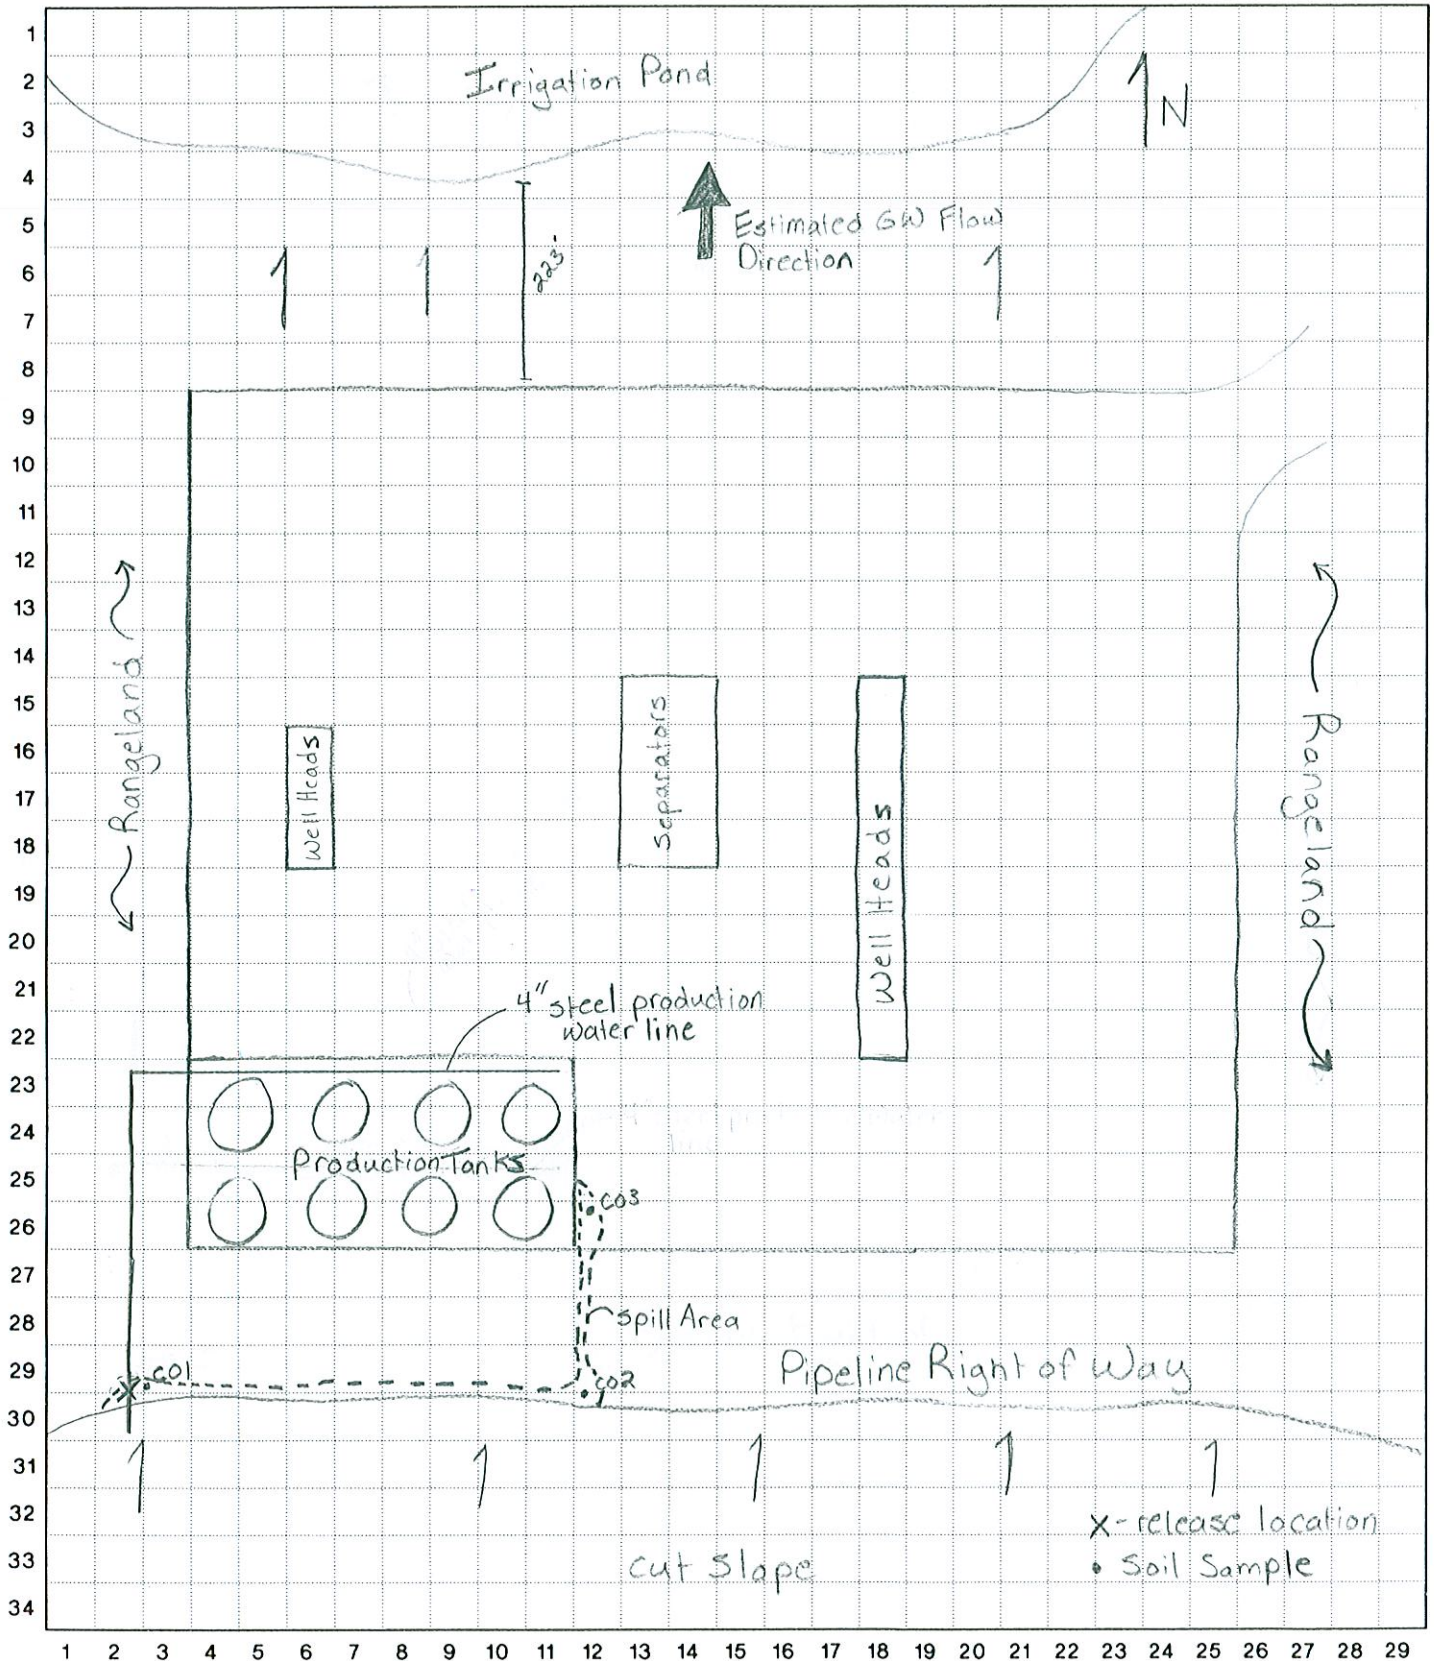 1
2
3
4
5
6
7
8
9
10
11
12
13
14
15
16
17
18
19
20
21
22
23
24
25
26
27
28
29
30
31
32
33
34
Irrigation Pond
N
Estimated GW Flow
Direction
223'
Rangeland
Well Heads
Separators
Well Heads
Rangeland
4" steel production
water line
Production Tanks
C03
Spill Area
C01
C02
Pipeline Right of Way
X - release location
• Soil Sample
Cut Slope
1 2 3 4 5 6 7 8 9 10 11 12 13 14 15 16 17 18 19 20 21 22 23 24 25 26 27 28 29